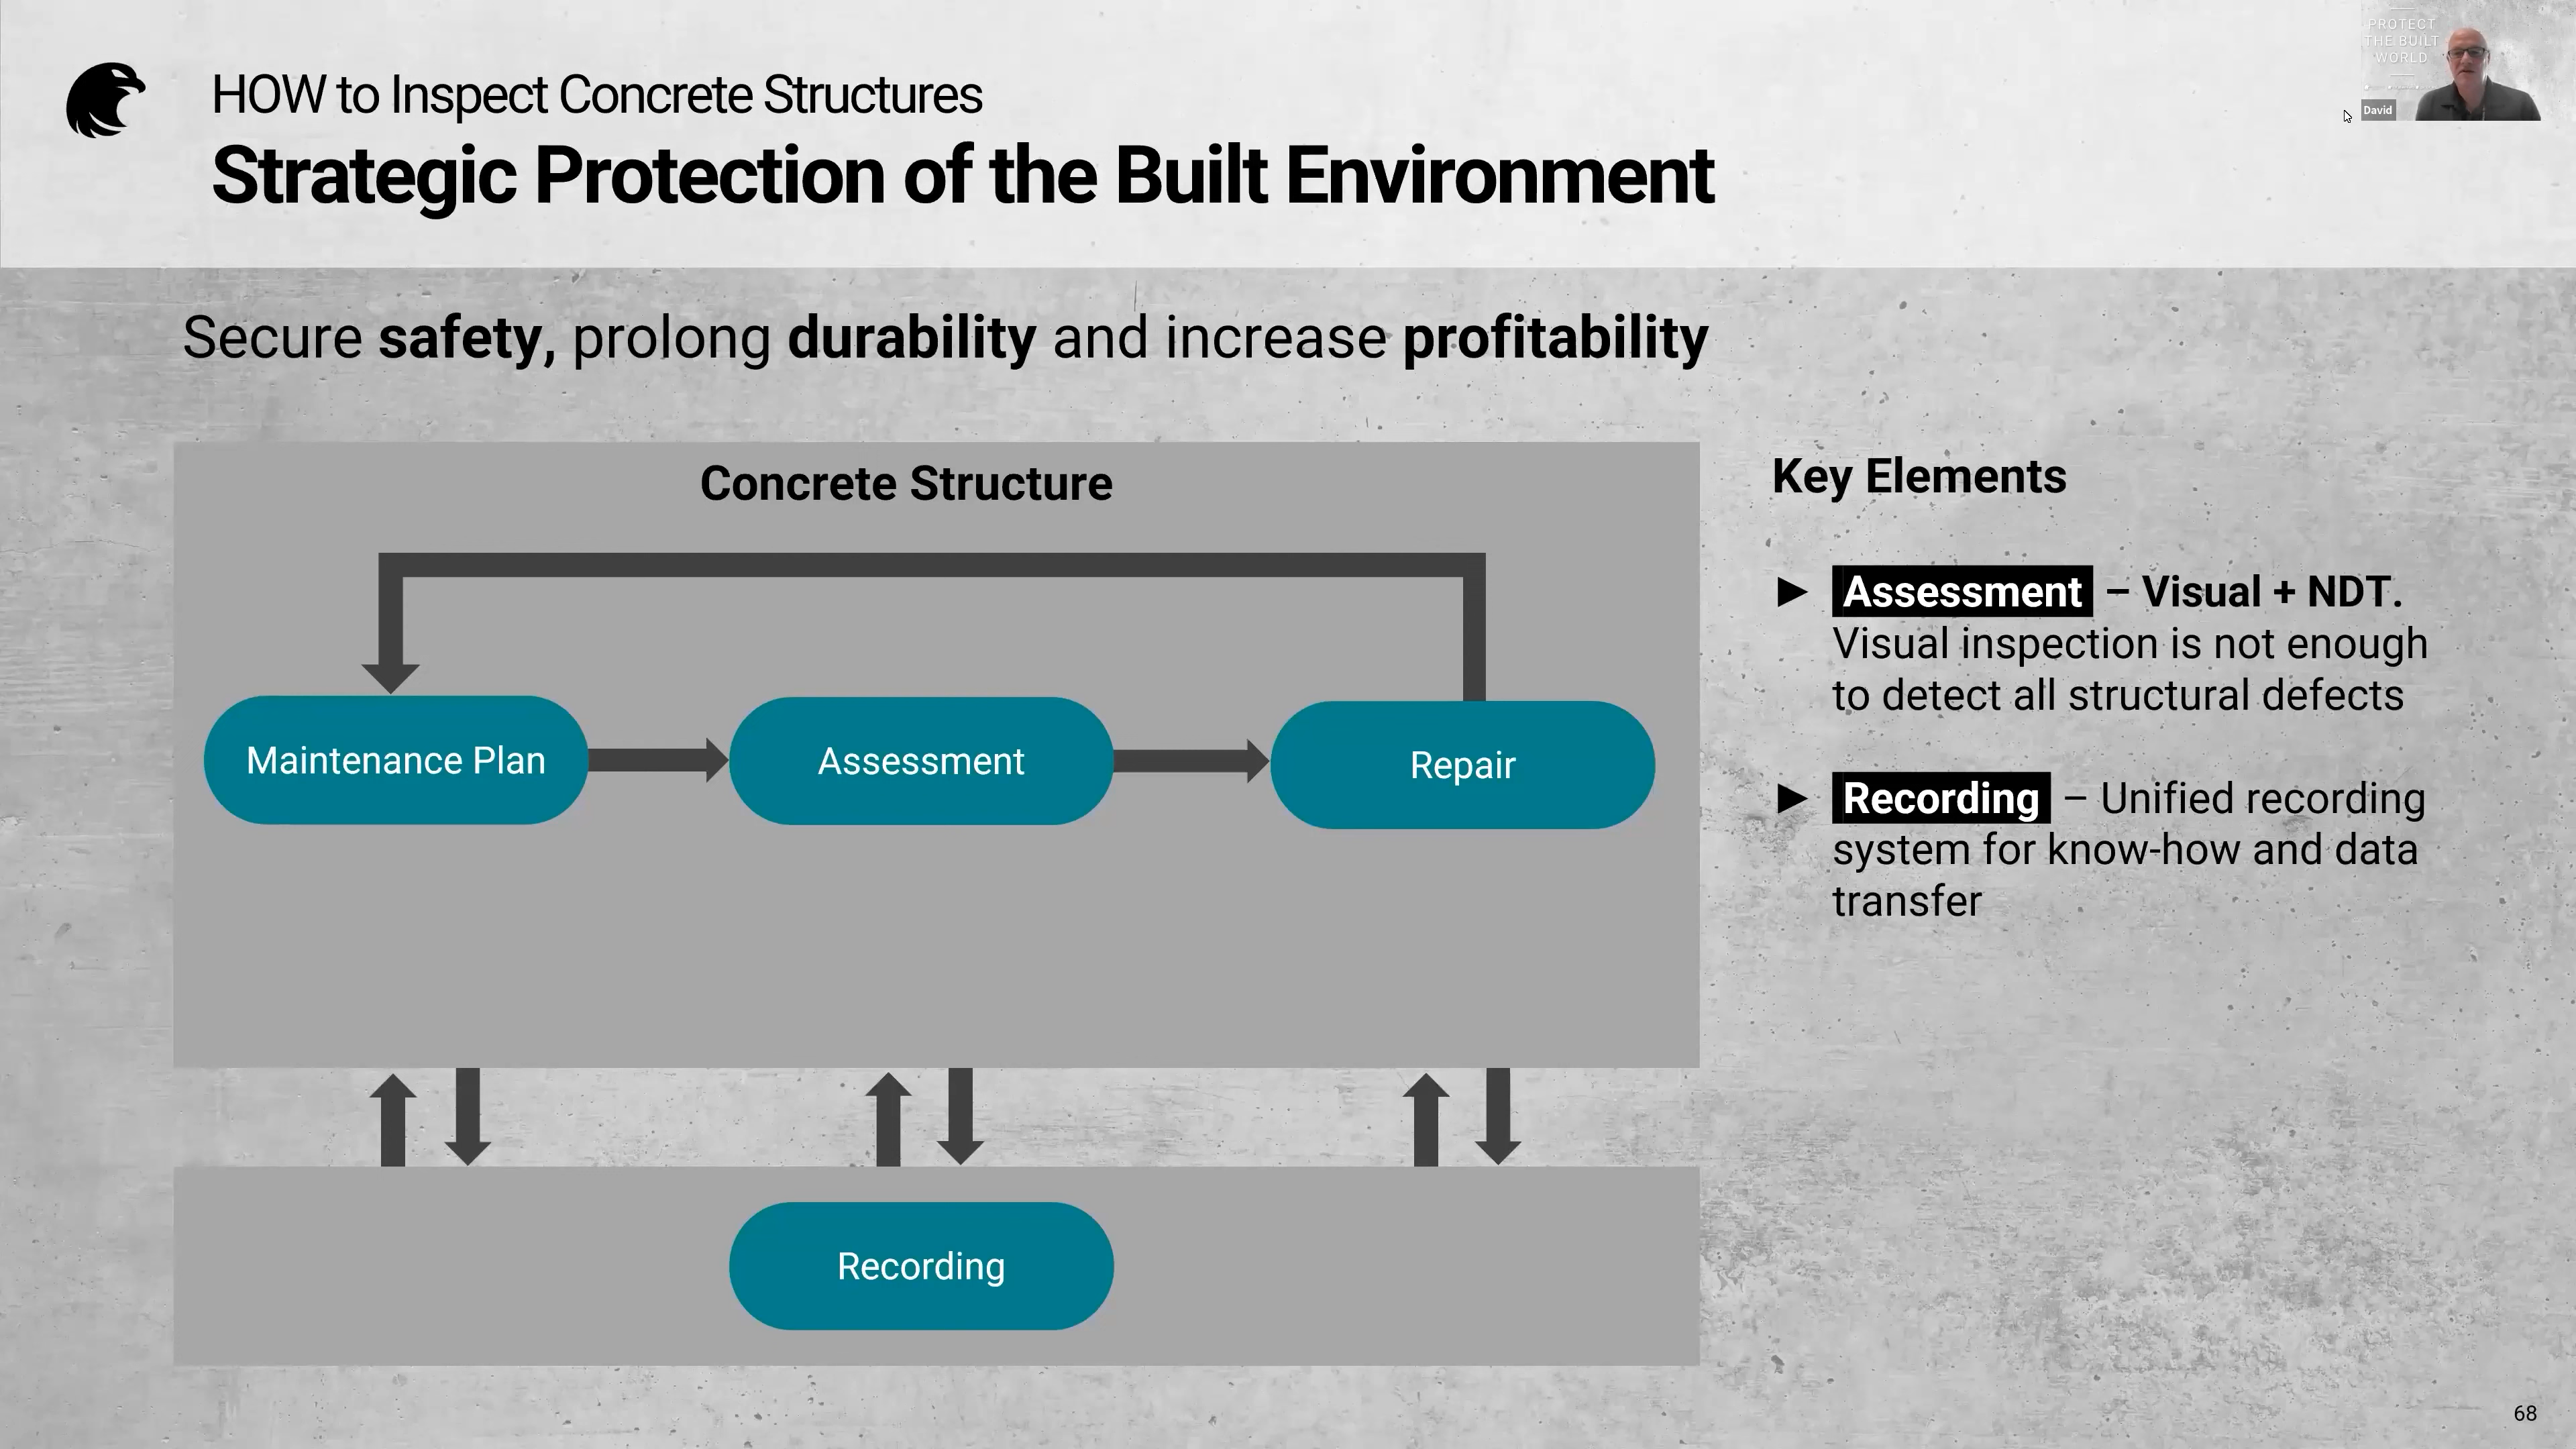 HOW to Inspect Concrete Structures
Strategic Protection of the Built Environment
PROTECT
THE BUILT
WORLD
David
Secure safety, prolong durability and increase profitability
Concrete Structure
Maintenance Plan
Assessment
Repair
Recording
Key Elements
► Assessment – Visual + NDT.
Visual inspection is not enough
to detect all structural defects
► Recording – Unified recording
system for know-how and data
transfer
68